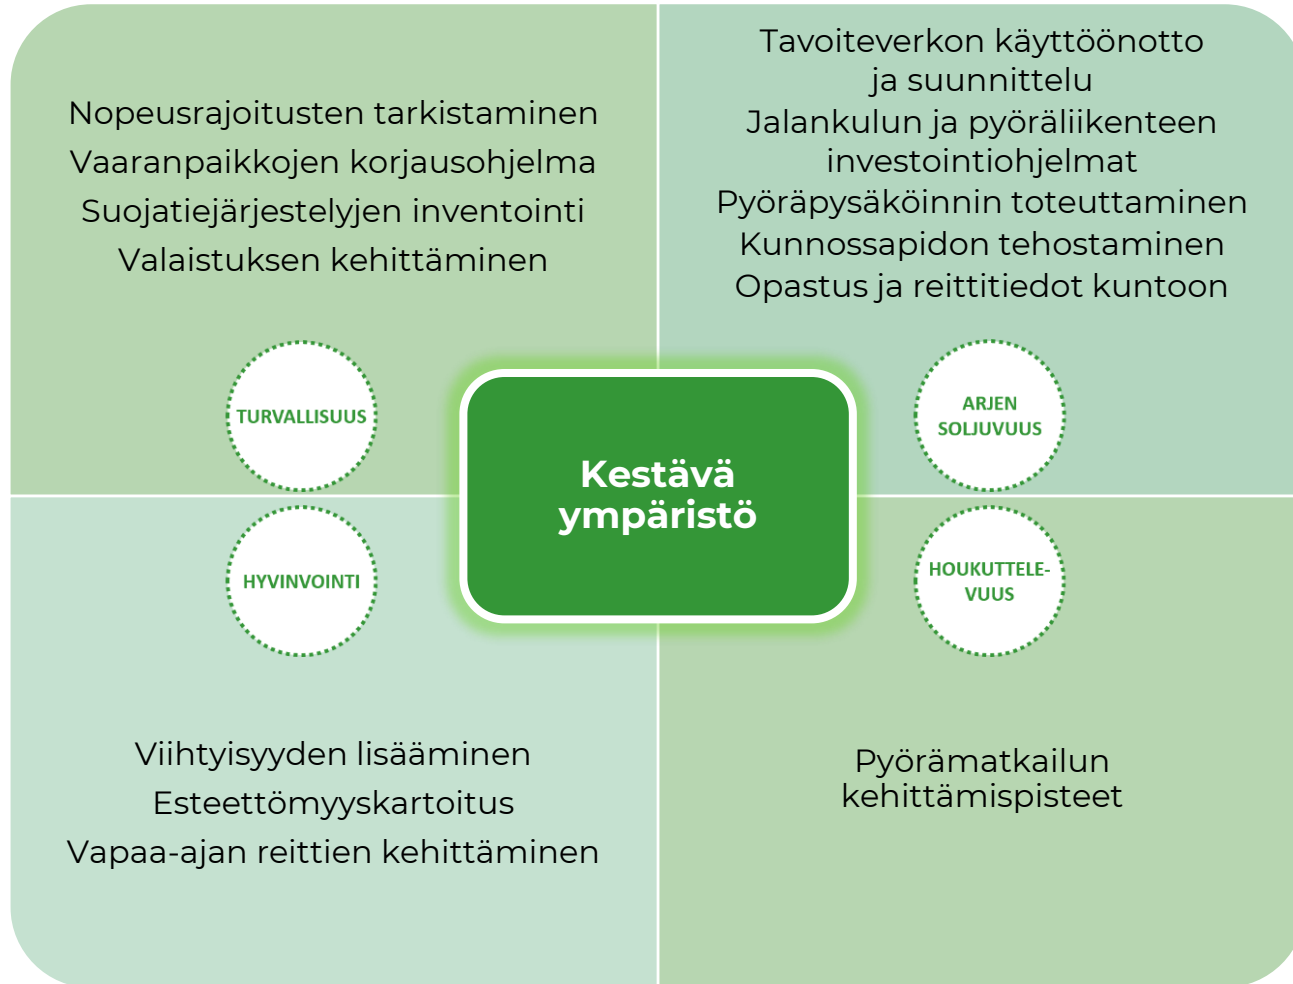 Nopeusrajoitusten tarkistaminen
Vaaranpaikkojen korjausohjelma
Suojatiejärjestelyjen inventointi
Valaistuksen kehittäminen
TURVALLISUUS
Tavoiteverkon käyttöönotto
ja suunnittelu
Jalankulun ja pyöräliikenteen
investointiohjelmat
Pyöräpysäköinnin toteuttaminen
Kunnossapidon tehostaminen
Opastus ja reittitiedot kuntoon
ARJEN
SOLJUVUUS
Kestävä
ympäristö
HYVINVOINTI
Viihtyisyyden lisääminen
Esteettömyyskartoitus
Vapaa-ajan reittien kehittäminen
HOUKUTTELE-
VUUS
Pyörämatkailun
kehittämispisteet